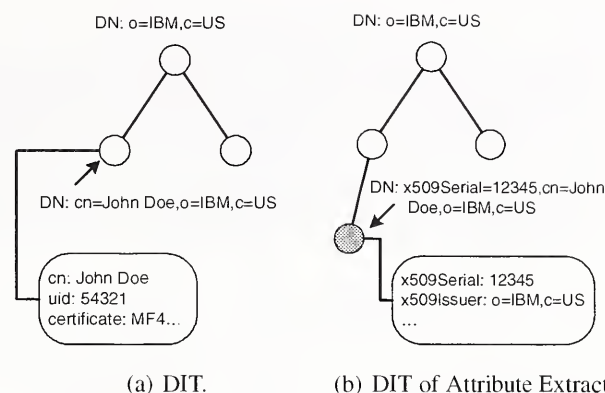 DN: o=IBM,c=US
DN: cn=John Doe,o=IBM,c=US
cn: John Doe
uid: 54321
certificate: MF4...
(a) DIT.
DN: o=IBM,c=US
DN: x509Serial=12345,cn=John
Doe,o=IBM,c=US
x509Serial: 12345
x509Issuer: o=IBM,c=US
...
(b) DIT of Attribute Extract